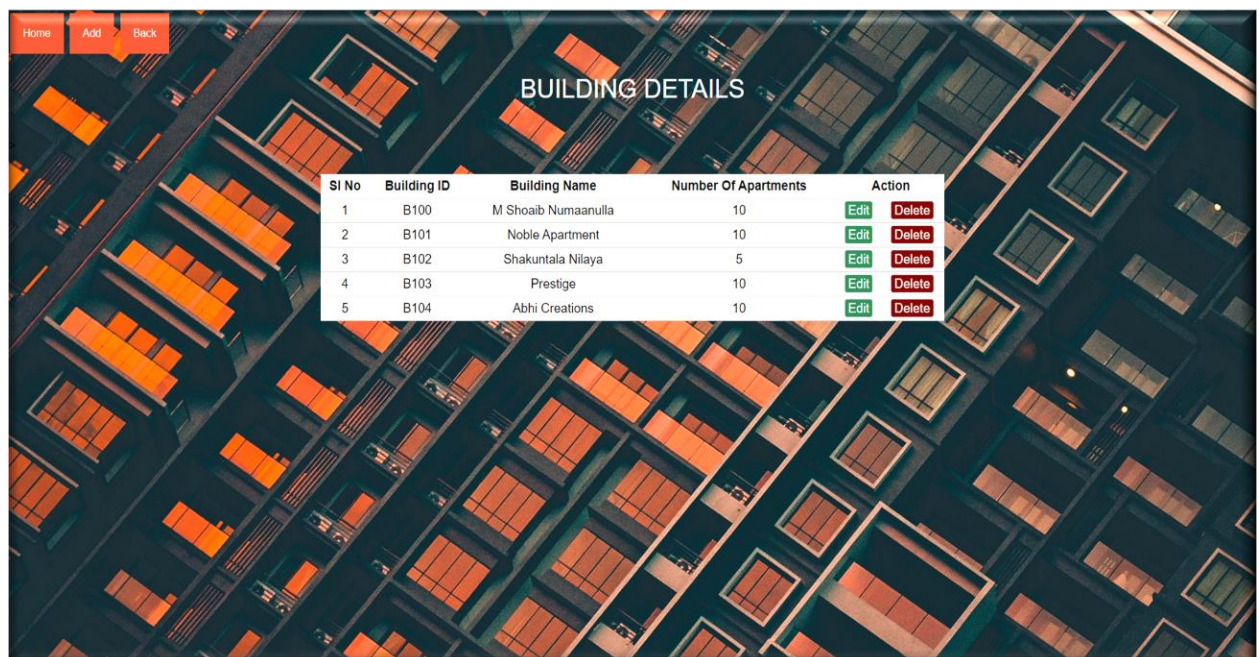 Home Add Back
BUILDING DETAILS
Sl No Building ID Building Name Number Of Apartments Action
1 B100 M Shoaib Numaanulla 10 Edit Delete
2 B101 Noble Apartment 10 Edit Delete
3 B102 Shakuntala Nilaya 5 Edit Delete
4 B103 Prestige 10 Edit Delete
5 B104 Abhi Creations 10 Edit Delete